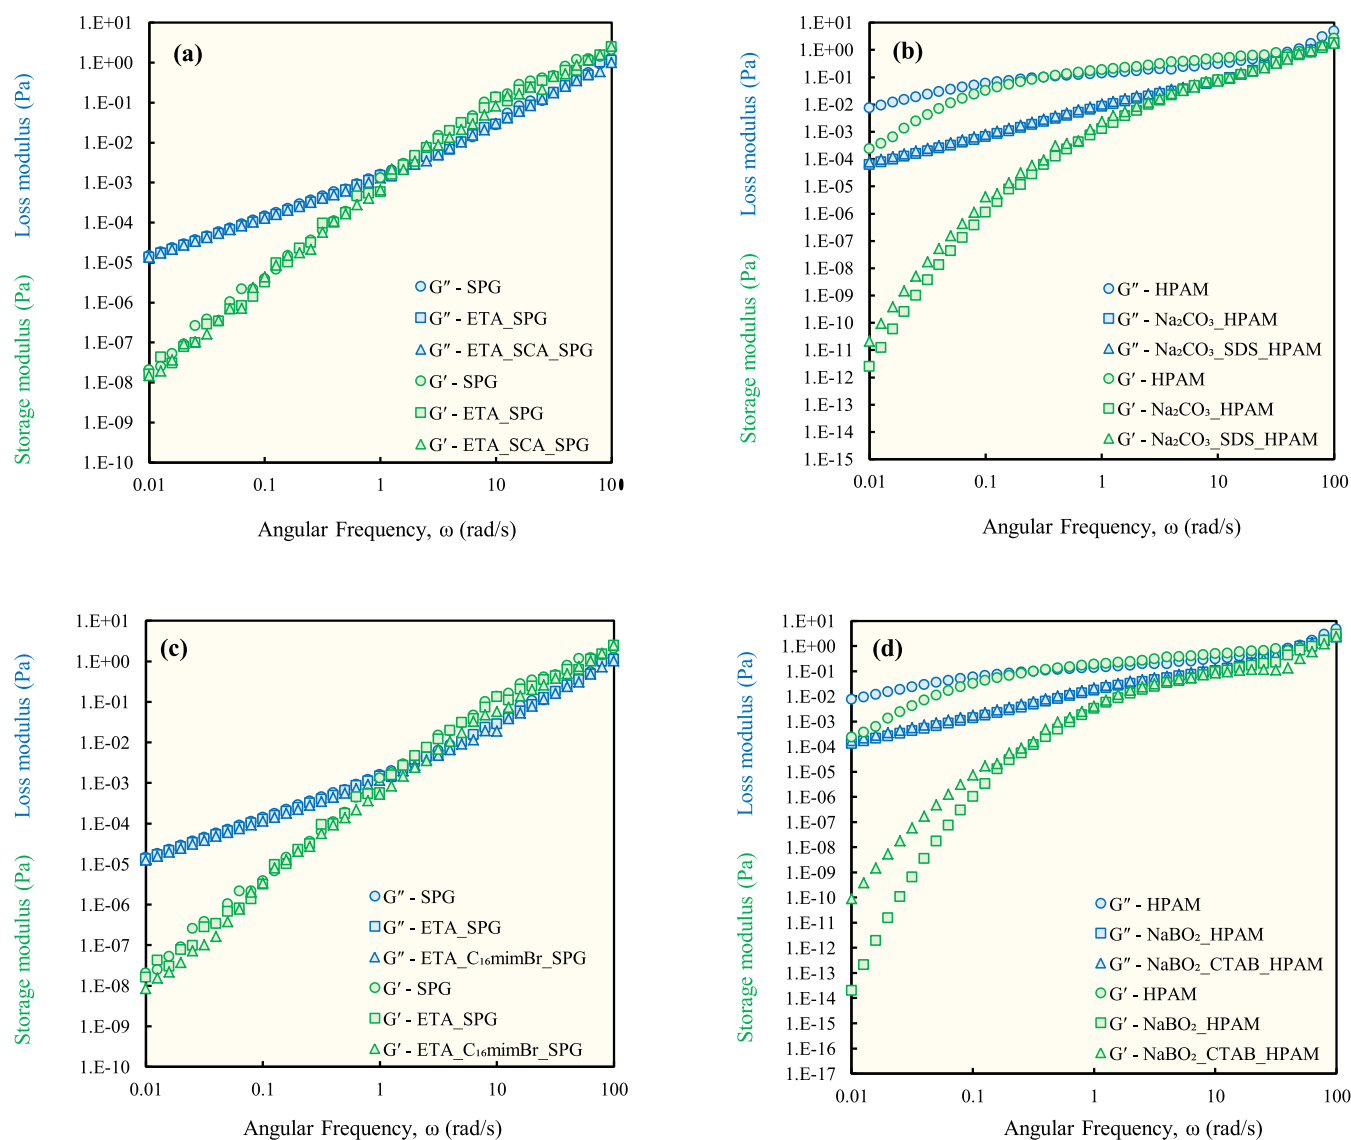 (a)
Loss modulus (Pa)
Storage modulus (Pa)
1.E+01
1.E+00
1.E-01
1.E-02
1.E-03
1.E-04
1.E-05
1.E-06
1.E-07
1.E-08
1.E-09
1.E-10
G″ - SPG
G″ - ETA_SPG
G″ - ETA_SCA_SPG
G′ - SPG
G′ - ETA_SPG
G′ - ETA_SCA_SPG
0.01 0.1 1 10 100
Angular Frequency, ω (rad/s)
(b)
Loss modulus (Pa)
Storage modulus (Pa)
1.E+01
1.E+00
1.E-01
1.E-02
1.E-03
1.E-04
1.E-05
1.E-06
1.E-07
1.E-08
1.E-09
1.E-10
1.E-11
1.E-12
1.E-13
1.E-14
1.E-15
G″ - HPAM
G″ - Na₂CO₃_HPAM
G″ - Na₂CO₃_SDS_HPAM
G′ - HPAM
G′ - Na₂CO₃_HPAM
G′ - Na₂CO₃_SDS_HPAM
0.01 0.1 1 10 100
Angular Frequency, ω (rad/s)
(c)
Loss modulus (Pa)
Storage modulus (Pa)
1.E+01
1.E+00
1.E-01
1.E-02
1.E-03
1.E-04
1.E-05
1.E-06
1.E-07
1.E-08
1.E-09
1.E-10
G″ - SPG
G″ - ETA_SPG
G″ - ETA_C₁₆mimBr_SPG
G′ - SPG
G′ - ETA_SPG
G′ - ETA_C₁₆mimBr_SPG
0.01 0.1 1 10 100
Angular Frequency, ω (rad/s)
(d)
Loss modulus (Pa)
Storage modulus (Pa)
1.E+01
1.E+00
1.E-01
1.E-02
1.E-03
1.E-04
1.E-05
1.E-06
1.E-07
1.E-08
1.E-09
1.E-10
1.E-11
1.E-12
1.E-13
1.E-14
1.E-15
1.E-16
1.E-17
G″ - HPAM
G″ - NaBO₂_HPAM
G″ - NaBO₂_CTAB_HPAM
G′ - HPAM
G′ - NaBO₂_HPAM
G′ - NaBO₂_CTAB_HPAM
0.01 0.1 1 10 100
Angular Frequency, ω (rad/s)